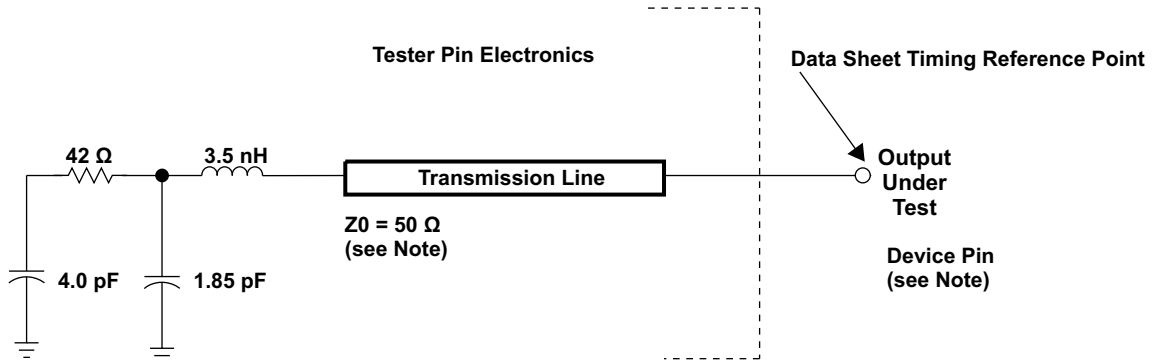 Tester Pin Electronics
Data Sheet Timing Reference Point
42 Ω
3.5 nH
Transmission Line
Output
Under
Test
Z0 = 50 Ω
(see Note)
Device Pin
(see Note)
4.0 pF
1.85 pF